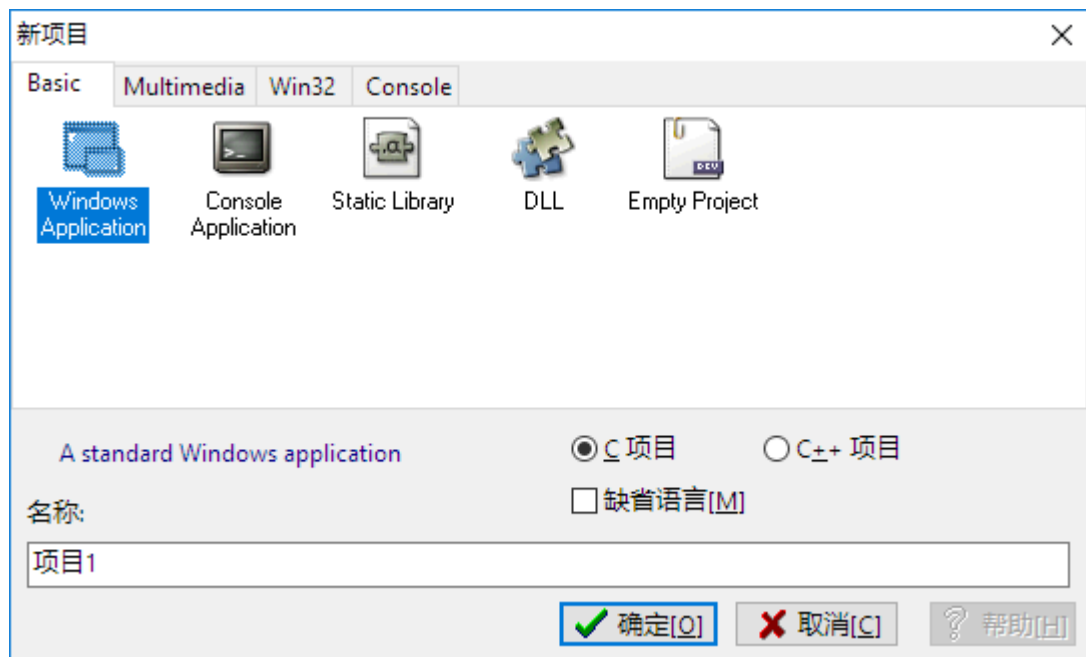 新项目
Basic Multimedia Win32 Console
Windows Application
Console Application
Static Library
DLL
DEV
Empty Project
A standard Windows application
C 项目
C++ 项目
缺省语言[M]
名称:
项目1
确定[O]
取消[C]
帮助[H]